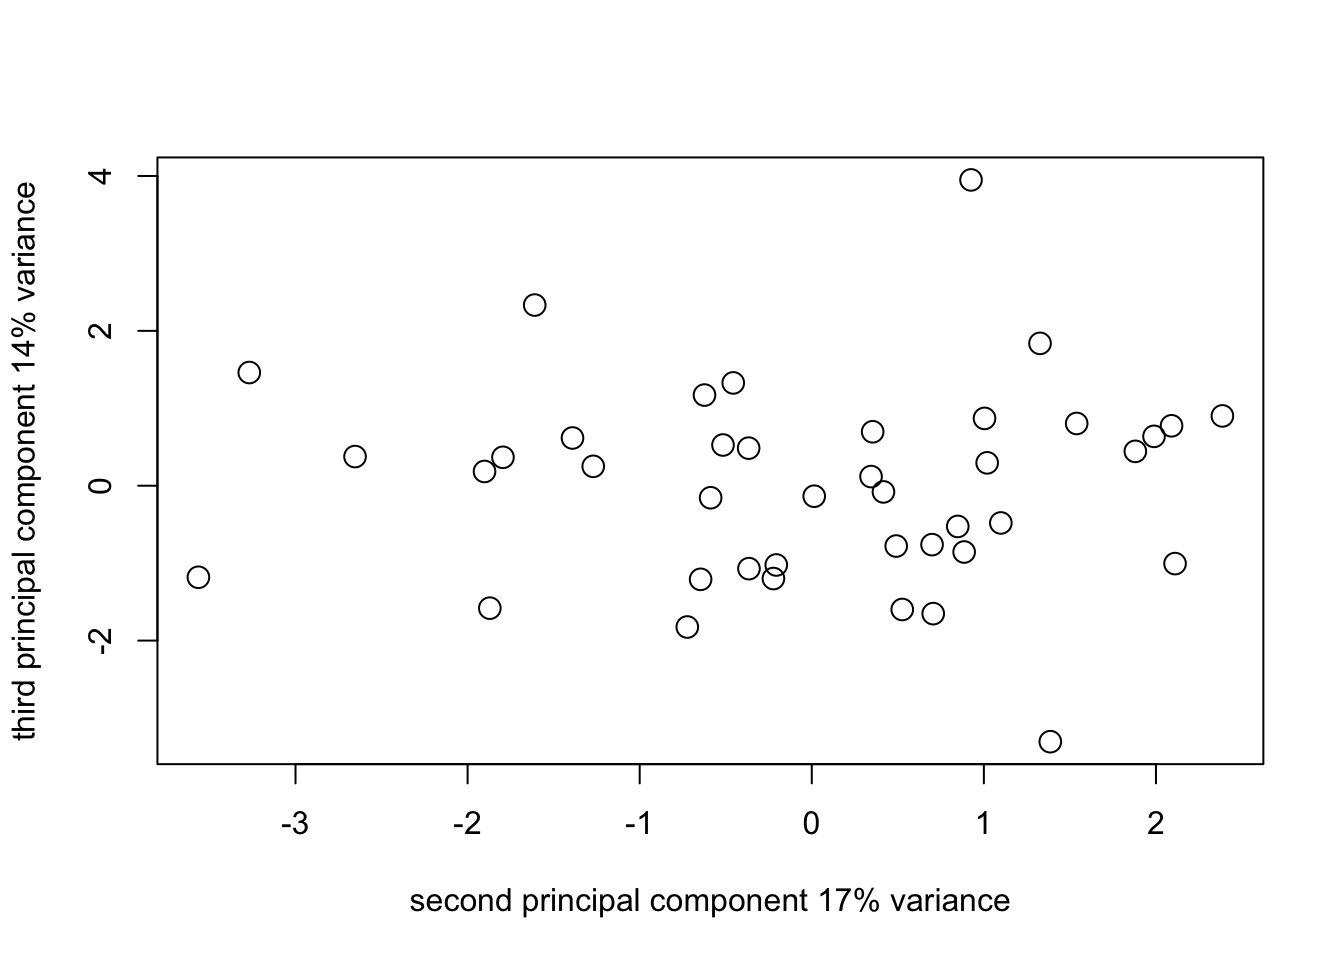 third principal component 14% variance
4
2
0
-2
-3 -2 -1 0 1 2
second principal component 17% variance